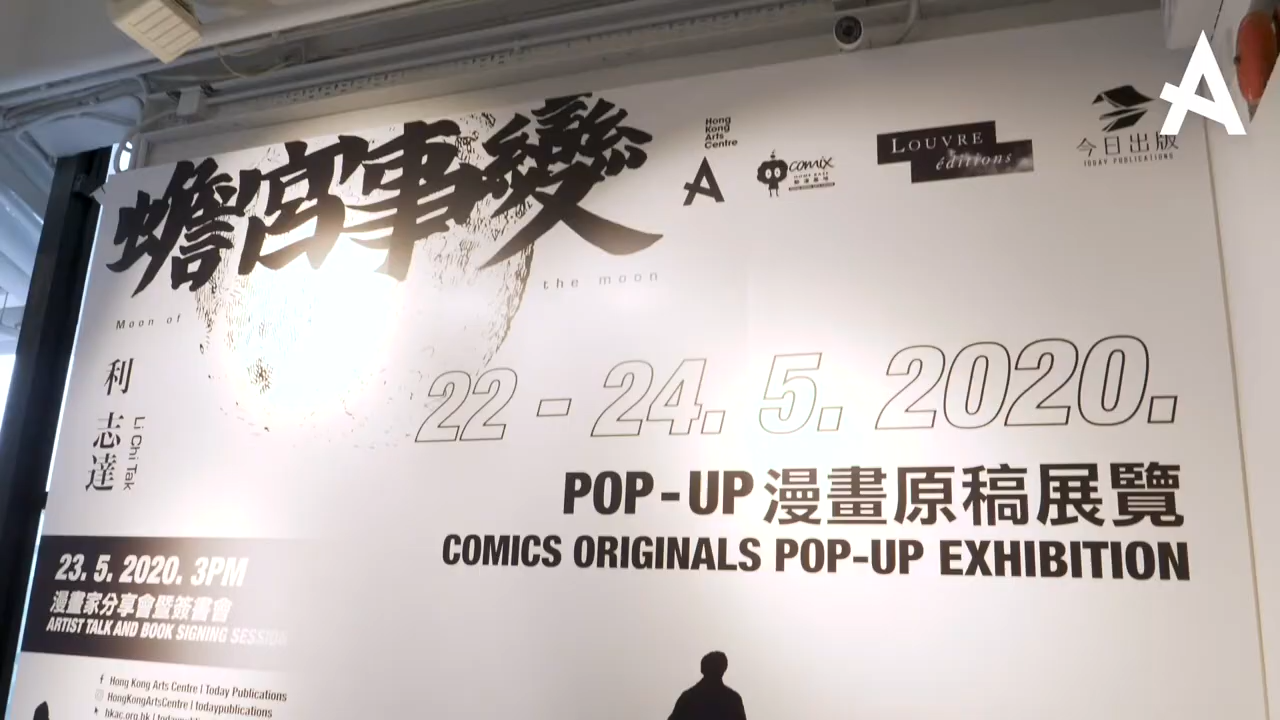 蟾宮事變
Moon of the moon
利志達
Li Chi Tak
Hong
Kong
Arts
Centre
comix
HOME BASE
LOUVRE
éditions
今日出版
TODAY PUBLICATIONS
22 - 24. 5. 2020.
POP-UP 漫畫原稿展覽
COMICS ORIGINALS POP-UP EXHIBITION
23. 5. 2020. 3PM
漫畫家分享會暨簽書會
ARTIST TALK AND BOOK SIGNING SESSION
Hong Kong Arts Centre | Today Publications
HongKongArtsCentre | todaypublications
hkac.org.hk